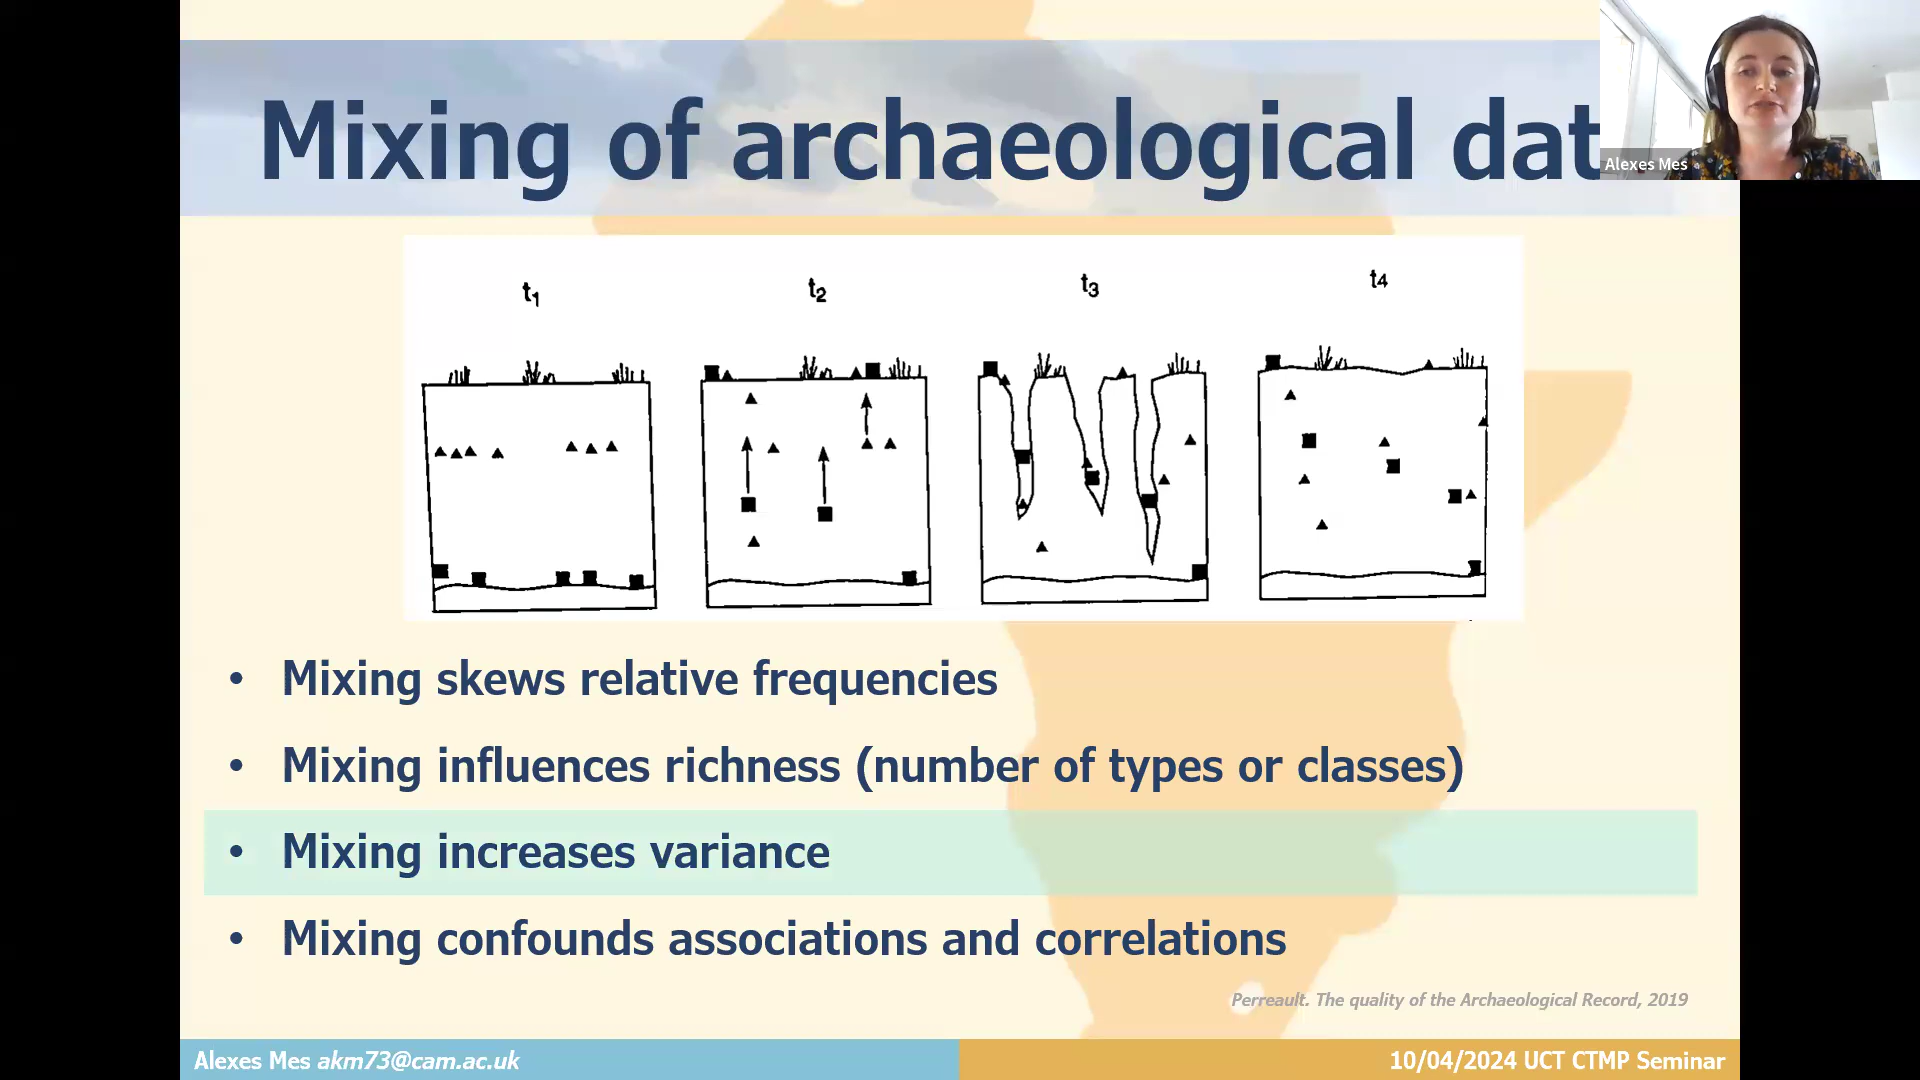 Mixing of archaeological dat
Alexes Mes
t1
t2
t3
t4
• Mixing skews relative frequencies
• Mixing influences richness (number of types or classes)
• Mixing increases variance
• Mixing confounds associations and correlations
Perreault. The quality of the Archaeological Record, 2019
Alexes Mes akm73@cam.ac.uk
10/04/2024 UCT CTMP Seminar